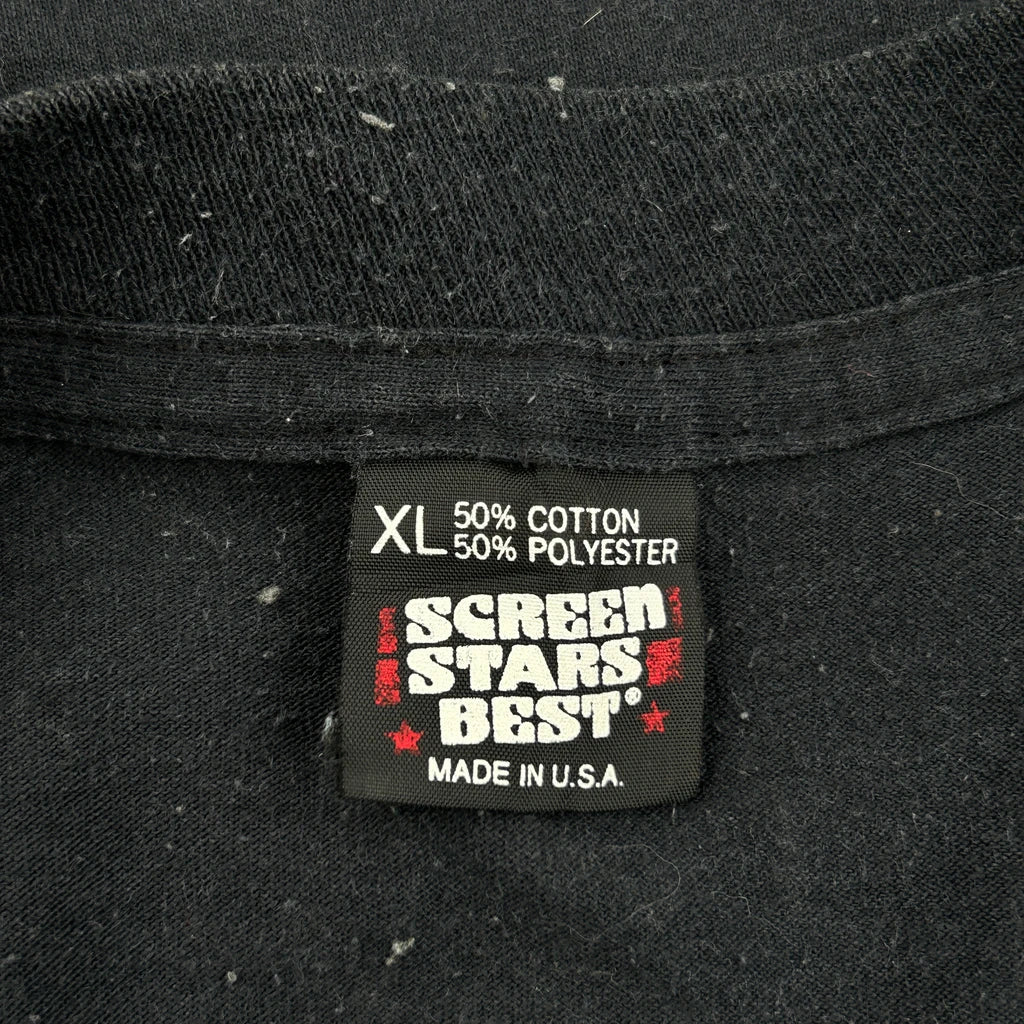 XL 50% COTTON
50% POLYESTER
SCREEN
STARS
BEST®
MADE IN U.S.A.